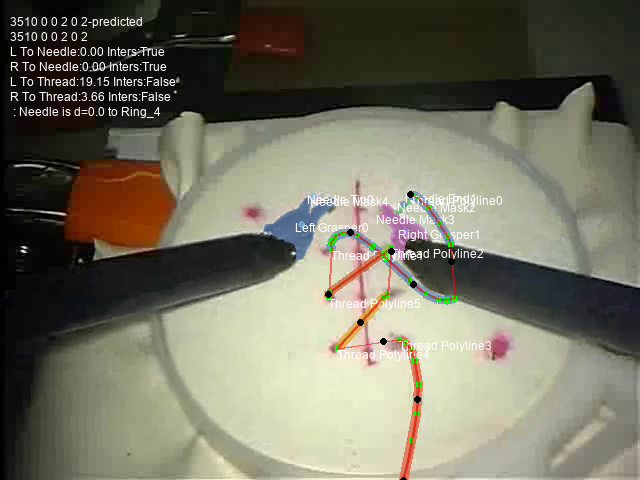 3510 0 0 2 0 2-predicted
3510 0 0 2 0 2
L To Needle:0.00 Inters:True
R To Needle:0.00 Inters:True
L To Thread:19.15 Inters:False
R To Thread:3.66 Inters:False
: Needle is d=0.0 to Ring_4
Needle Mask4
Needle Mask2
Needle Mask3
Left Grasper0
Right Grasper1
Thread Polyline2
Thread Polyline5
Thread Polyline3
Thread Polyline4